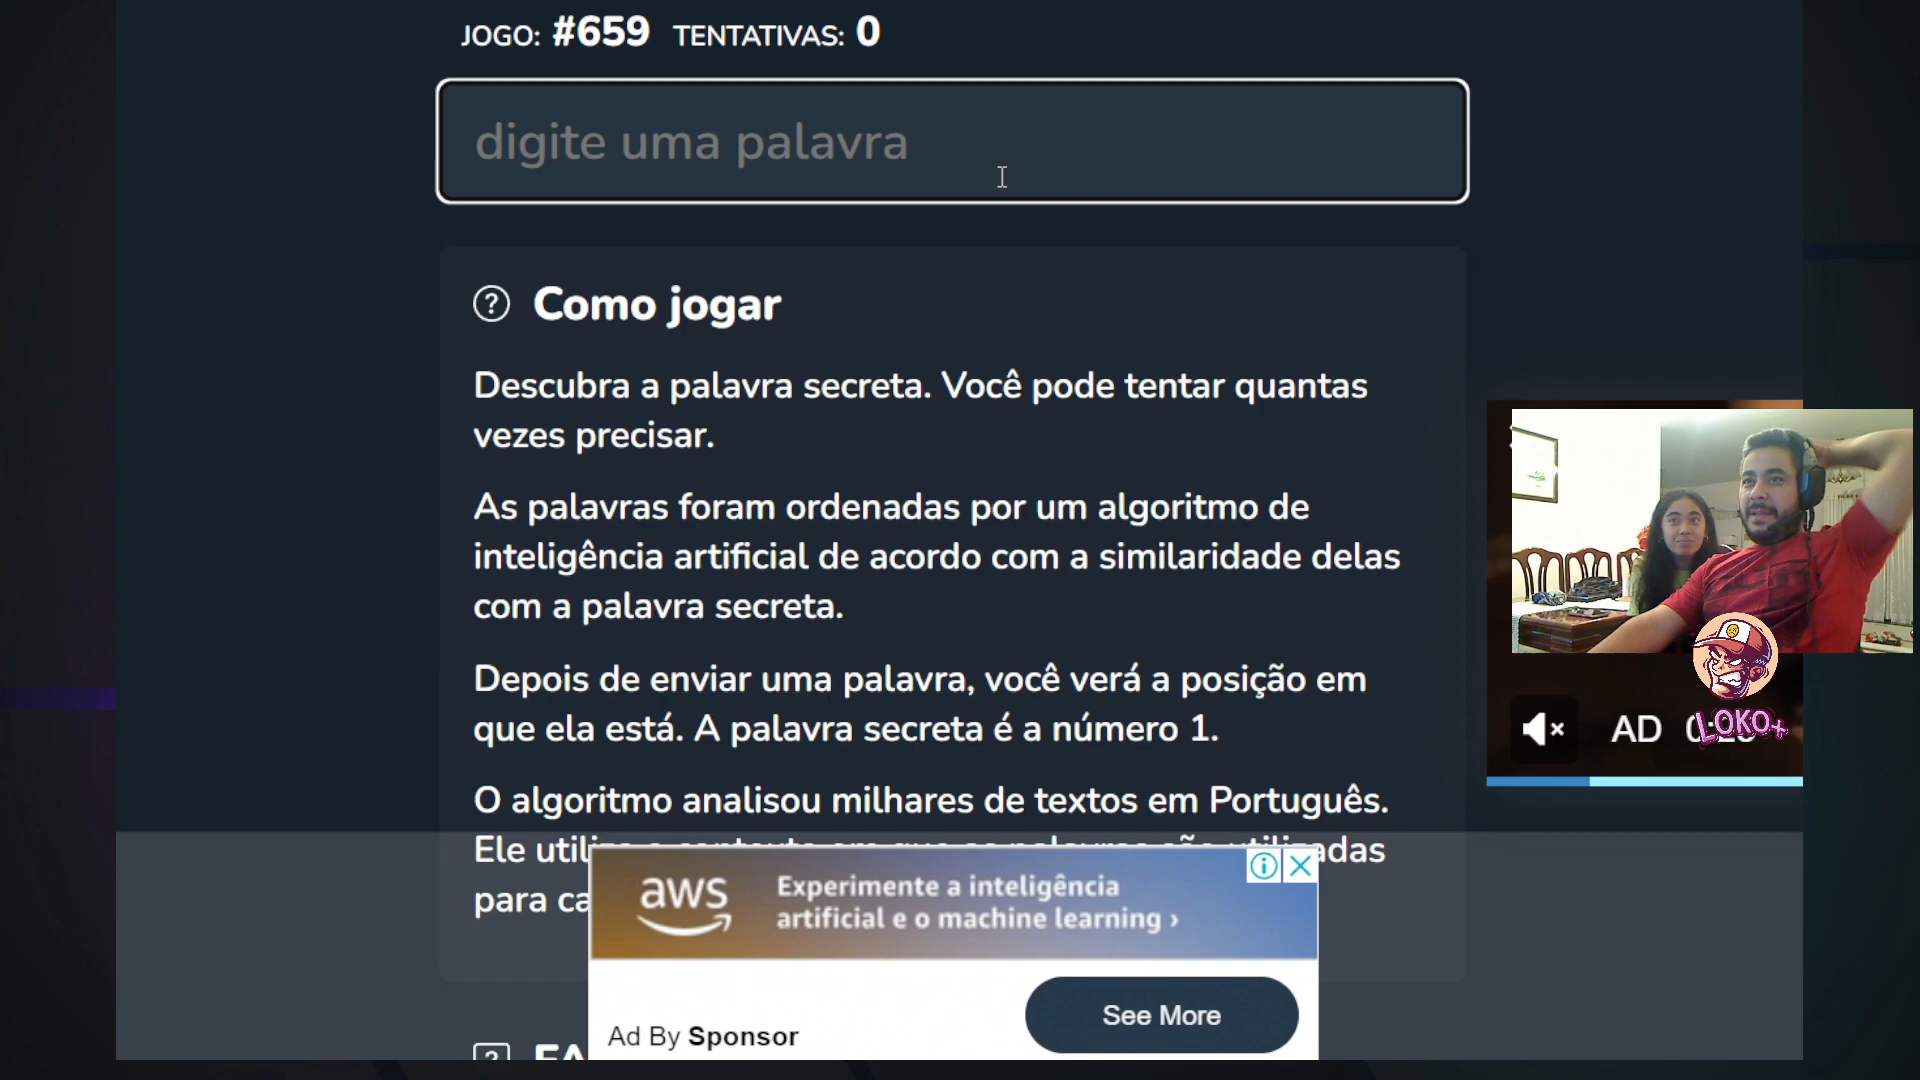 JOGO: #659 TENTATIVAS: 0
digite uma palavra
Como jogar
Descubra a palavra secreta. Você pode tentar quantas
vezes precisar.
As palavras foram ordenadas por um algoritmo de
inteligência artificial de acordo com a similaridade delas
com a palavra secreta.
Depois de enviar uma palavra, você verá a posição em
que ela está. A palavra secreta é a número 1.
O algoritmo analisou milhares de textos em Português.
Ele
para
aws
Experimente a inteligência
artificial e o machine learning ›
See More
Ad By Sponsor
AD
LOKO+